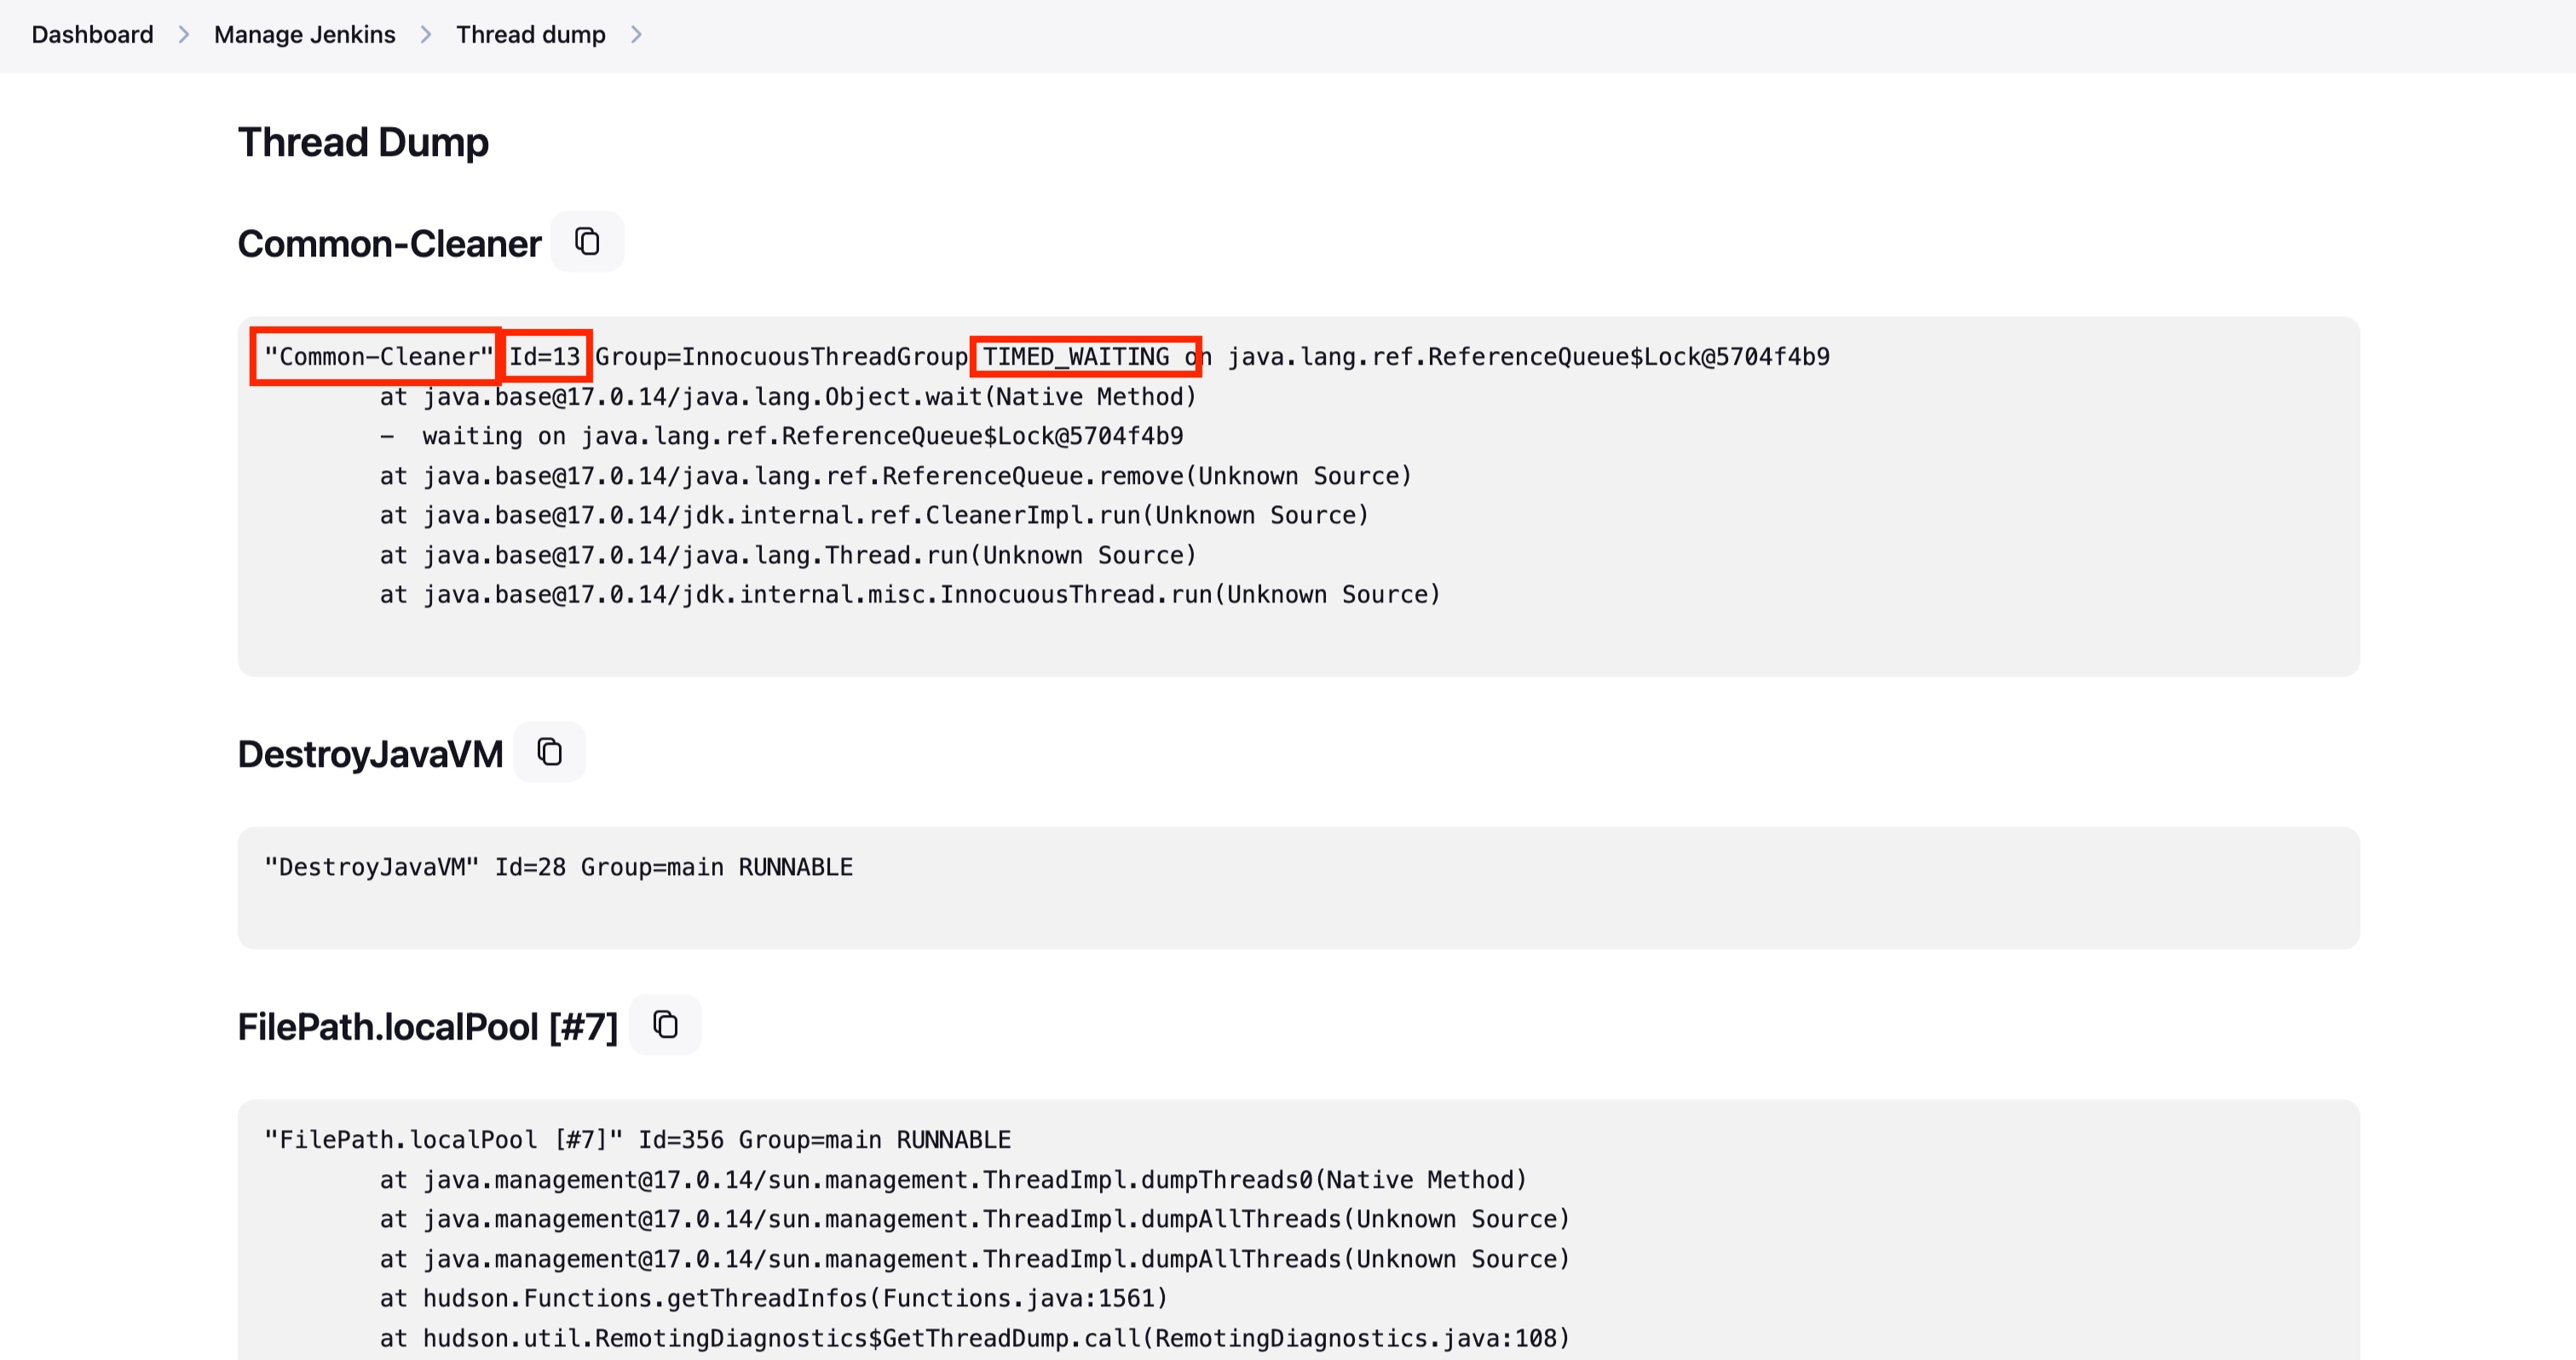 Dashboard > Manage Jenkins > Thread dump >
Thread Dump
Common-Cleaner
"Common-Cleaner" Id=13 Group=InnocuousThreadGroup TIMED_WAITING on java.lang.ref.ReferenceQueue$Lock@5704f4b9
at java.base@17.0.14/java.lang.Object.wait(Native Method)
-  waiting on java.lang.ref.ReferenceQueue$Lock@5704f4b9
at java.base@17.0.14/java.lang.ref.ReferenceQueue.remove(Unknown Source)
at java.base@17.0.14/jdk.internal.ref.CleanerImpl.run(Unknown Source)
at java.base@17.0.14/java.lang.Thread.run(Unknown Source)
at java.base@17.0.14/jdk.internal.misc.InnocuousThread.run(Unknown Source)
DestroyJavaVM
"DestroyJavaVM" Id=28 Group=main RUNNABLE
FilePath.localPool [#7]
"FilePath.localPool [#7]" Id=356 Group=main RUNNABLE
at java.management@17.0.14/sun.management.ThreadImpl.dumpThreads0(Native Method)
at java.management@17.0.14/sun.management.ThreadImpl.dumpAllThreads(Unknown Source)
at java.management@17.0.14/sun.management.ThreadImpl.dumpAllThreads(Unknown Source)
at hudson.Functions.getThreadInfos(Functions.java:1561)
at hudson.util.RemotingDiagnostics$GetThreadDump.call(RemotingDiagnostics.java:108)